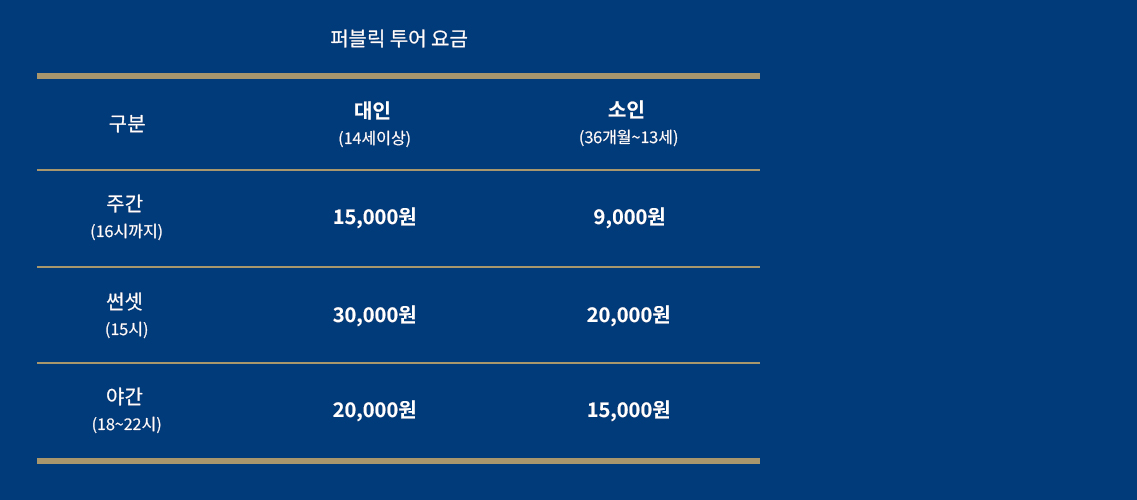 퍼블릭 투어 요금
구분 대인 소인
(14세이상) (36개월~13세)
주간
(16시까지) 15,000원 9,000원
썬셋
(15시) 30,000원 20,000원
야간
(18~22시) 20,000원 15,000원